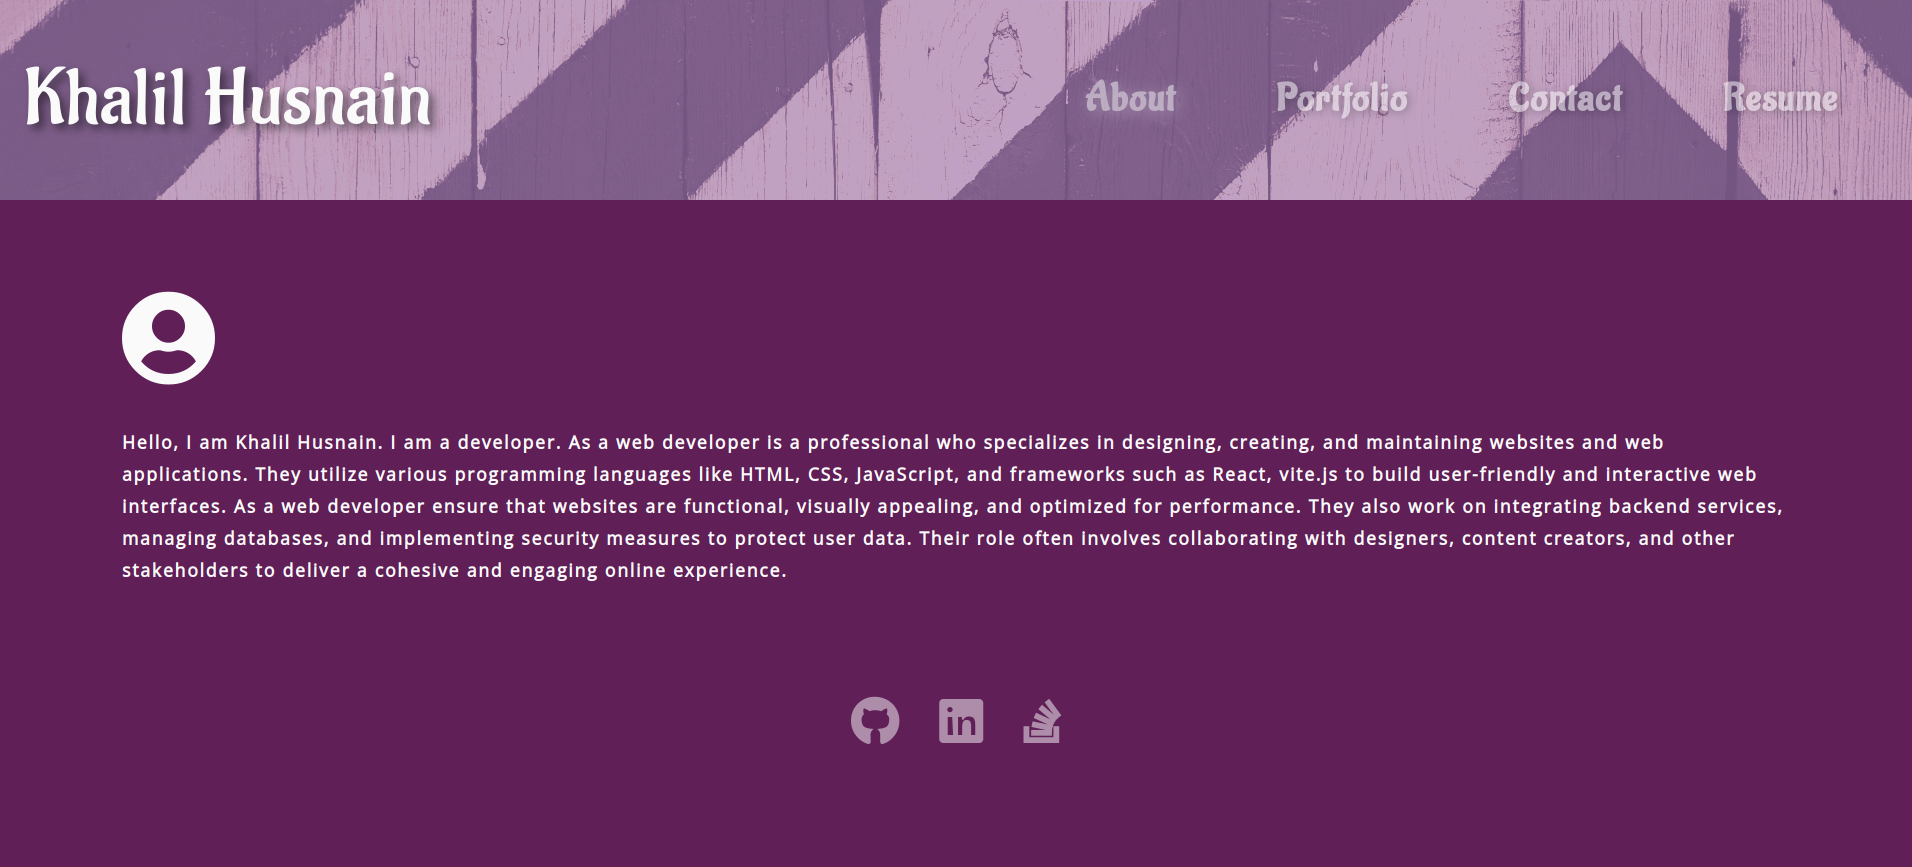 Khalil Husnain
About Portfolio Contact Resume
Hello, I am Khalil Husnain. I am a developer. As a web developer is a professional who specializes in designing, creating, and maintaining websites and web
applications. They utilize various programming languages like HTML, CSS, JavaScript, and frameworks such as React, vite.js to build user-friendly and interactive web
interfaces. As a web developer ensure that websites are functional, visually appealing, and optimized for performance. They also work on integrating backend services,
managing databases, and implementing security measures to protect user data. Their role often involves collaborating with designers, content creators, and other
stakeholders to deliver a cohesive and engaging online experience.
in